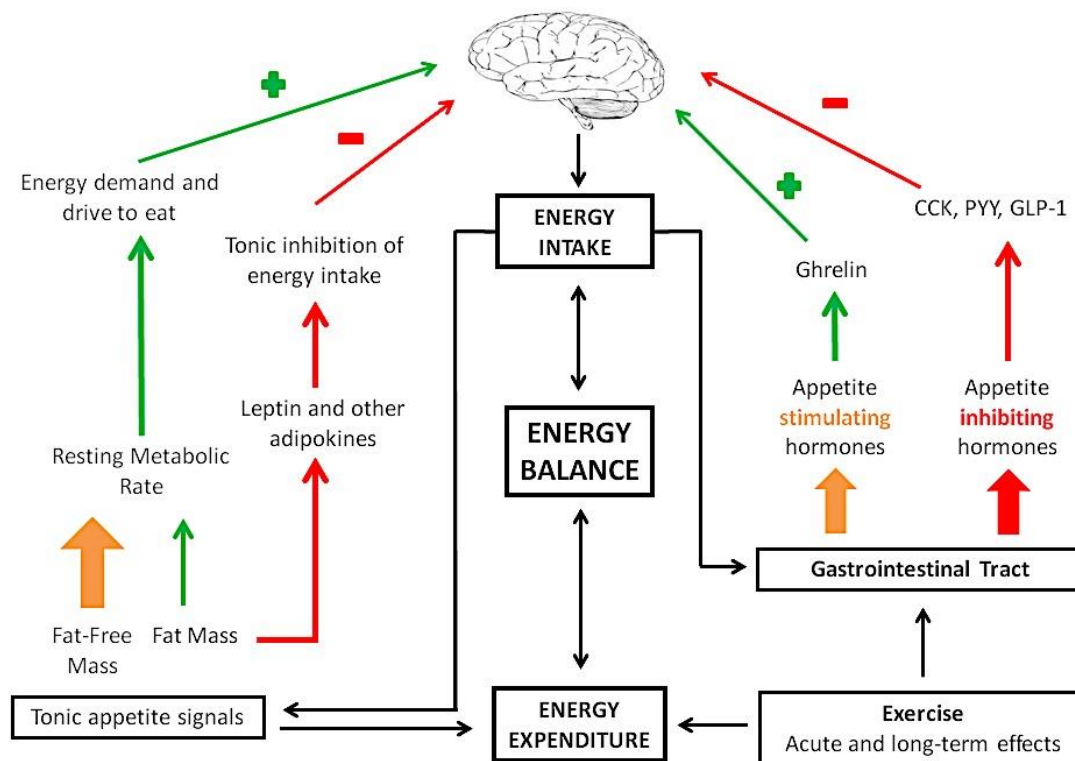 Energy demand and
drive to eat
Tonic inhibition of
energy intake
Leptin and other
adipokines
Resting Metabolic
Rate
Fat-Free
Mass
Fat Mass
Tonic appetite signals
ENERGY
INTAKE
ENERGY
BALANCE
ENERGY
EXPENDITURE
CCK, PYY, GLP-1
Ghrelin
Appetite
stimulating
hormones
Appetite
inhibiting
hormones
Gastrointestinal Tract
Exercise
Acute and long-term effects